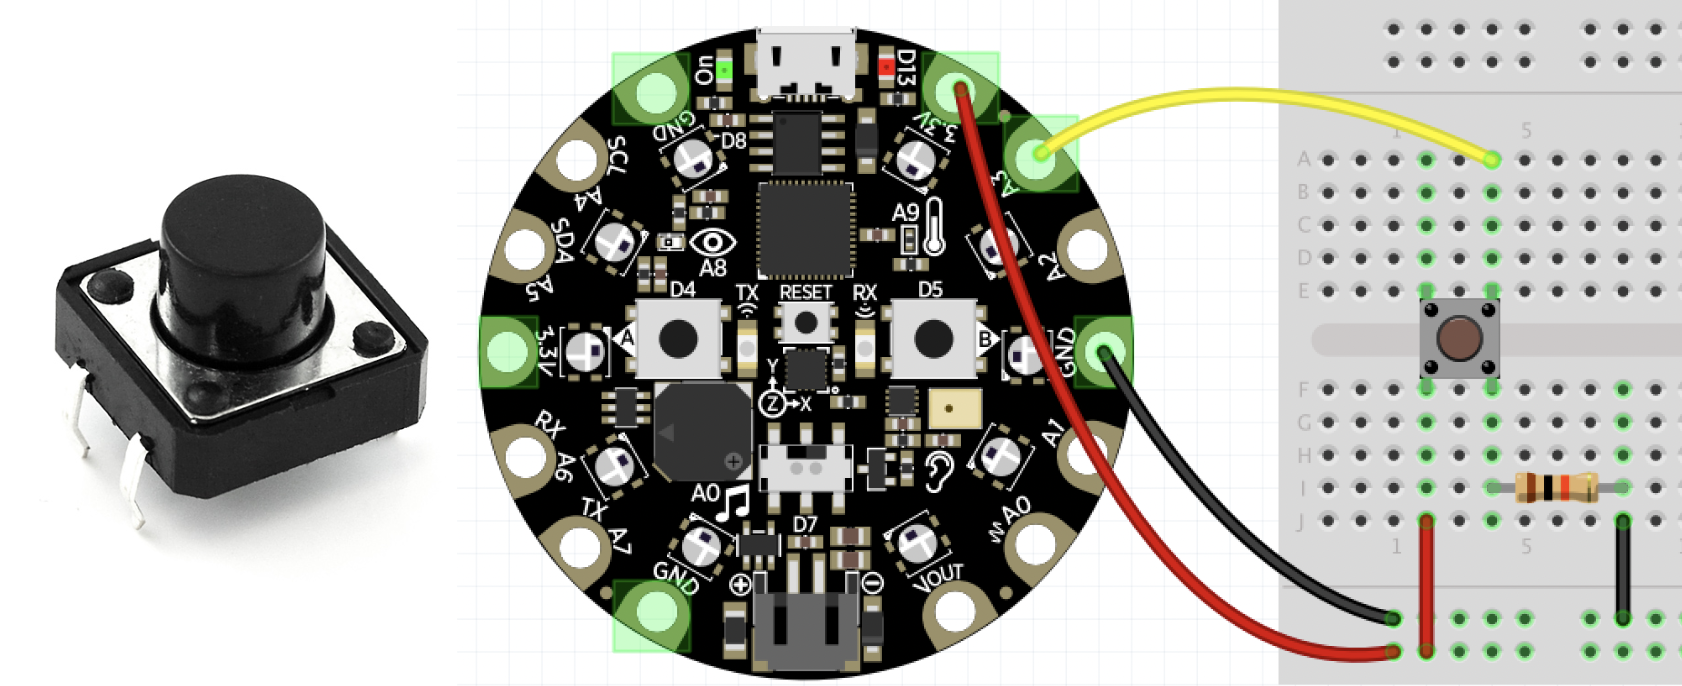 On
D13
GND
D8
3.3V
SCL
A4
A3
SDA
A5
A8
A9
A2
D4
TX
RESET
RX
D5
3.3V
A
B
GND
Y
Z
X
RX
A6
A1
A0
TX
A7
D7
A0
GND
VOUT
1
5
A
B
C
D
E
F
G
H
I
J
1
5